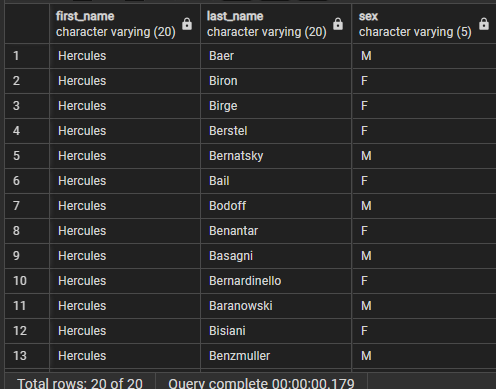 first_name last_name sex
character varying (20) character varying (20) character varying (5)
1 Hercules Baer M
2 Hercules Biron F
3 Hercules Birge F
4 Hercules Berstel F
5 Hercules Bernatsky M
6 Hercules Bail F
7 Hercules Bodoff M
8 Hercules Benantar F
9 Hercules Basagni M
10 Hercules Bernardinello F
11 Hercules Baranowski M
12 Hercules Bisiani F
13 Hercules Benzmuller M
Total rows: 20 of 20 Query complete 00:00:00.179